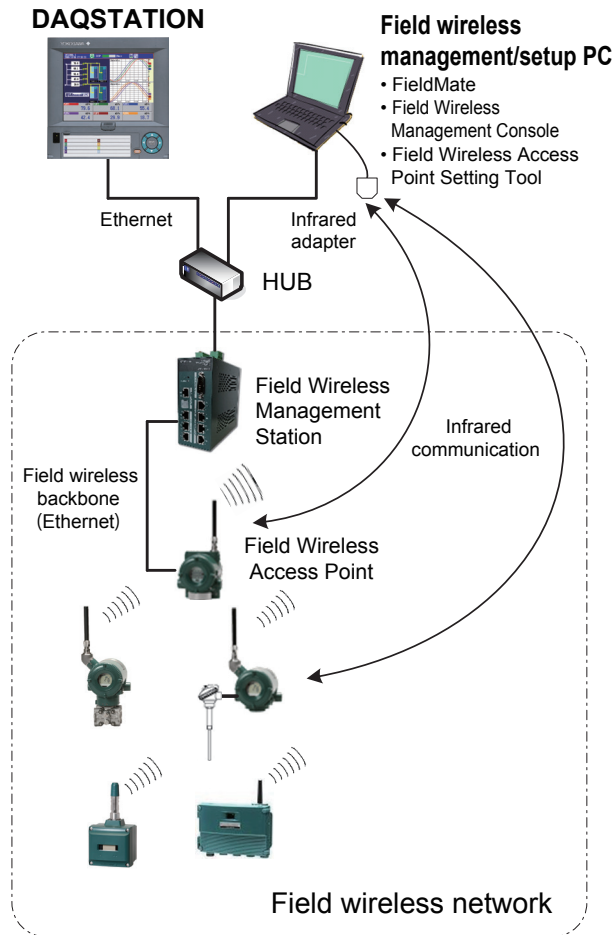 DAQSTATION
Field wireless
management/setup PC
• FieldMate
• Field Wireless
Management Console
• Field Wireless Access
Point Setting Tool
Ethernet
Infrared
adapter
HUB
Field Wireless
Management
Station
Infrared
communication
Field wireless
backbone
(Ethernet)
Field Wireless
Access Point
Field wireless network